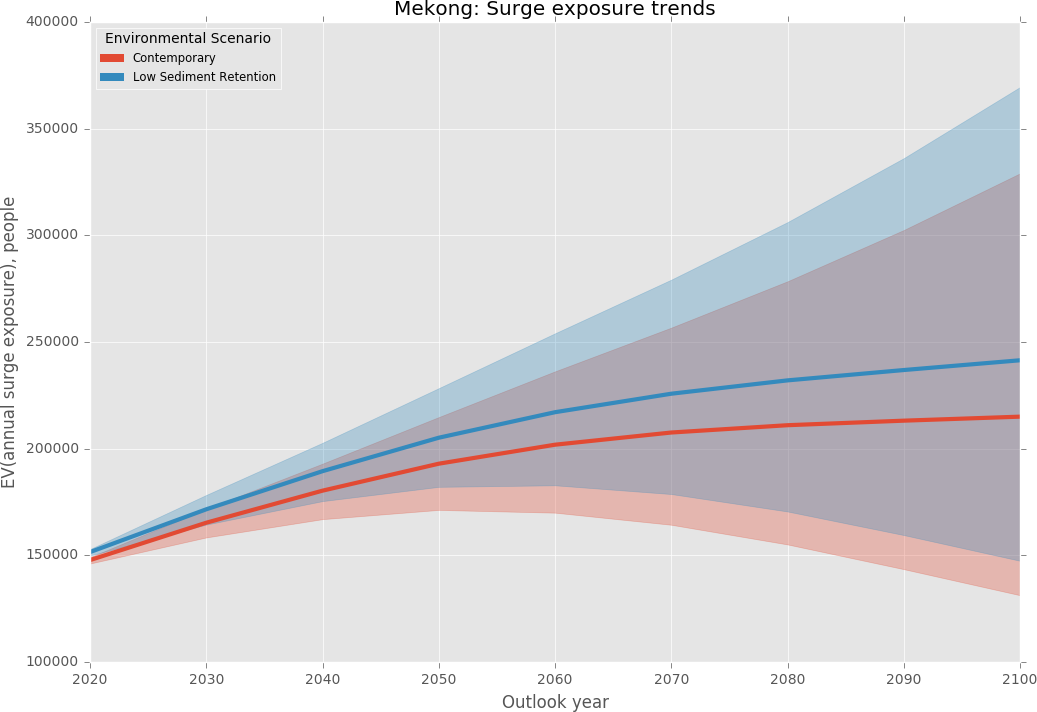 Mekong: Surge exposure trends
400000
350000
300000
250000
200000
150000
100000
EV(annual surge exposure), people
Environmental Scenario
Contemporary
Low Sediment Retention
2020 2030 2040 2050 2060 2070 2080 2090 2100
Outlook year